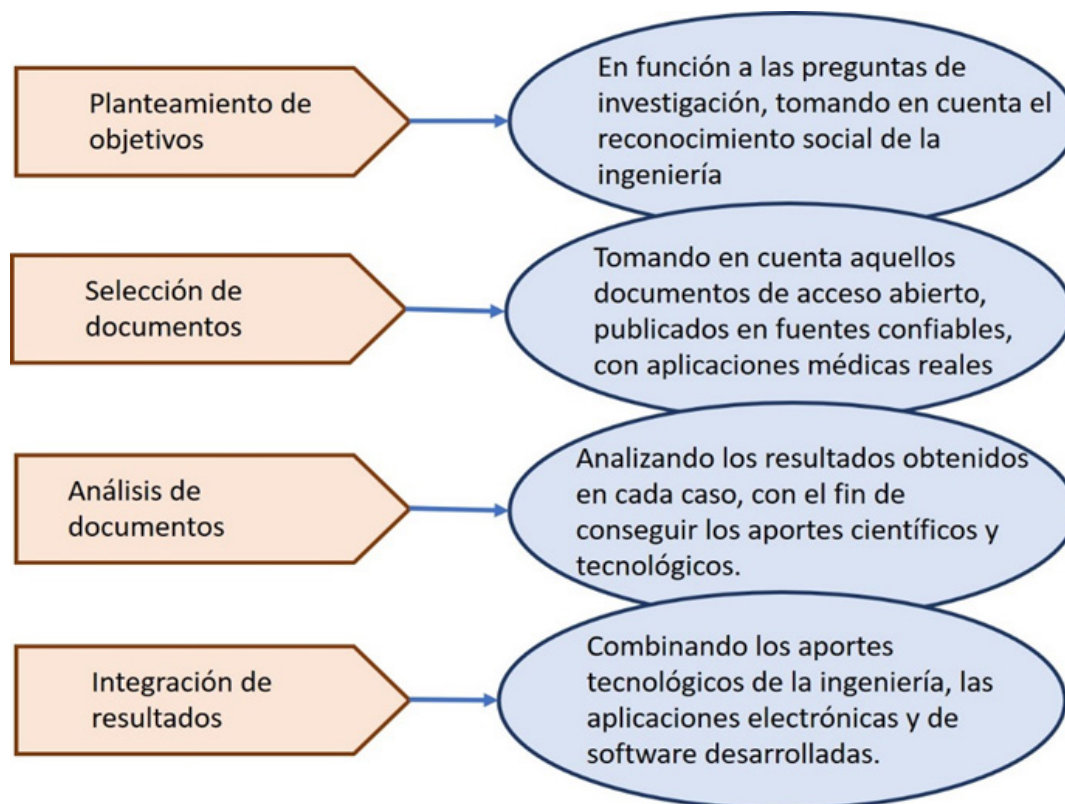 Planteamiento de
objetivos
En función a las preguntas de
investigación, tomando en cuenta el
reconocimiento social de la
ingeniería
Selección de
documentos
Tomando en cuenta aquellos
documentos de acceso abierto,
publicados en fuentes confiables,
con aplicaciones médicas reales
Análisis de
documentos
Analizando los resultados obtenidos
en cada caso, con el fin de
conseguir los aportes científicos y
tecnológicos.
Integración de
resultados
Combinando los aportes
tecnológicos de la ingeniería, las
aplicaciones electrónicas y de
software desarrolladas.